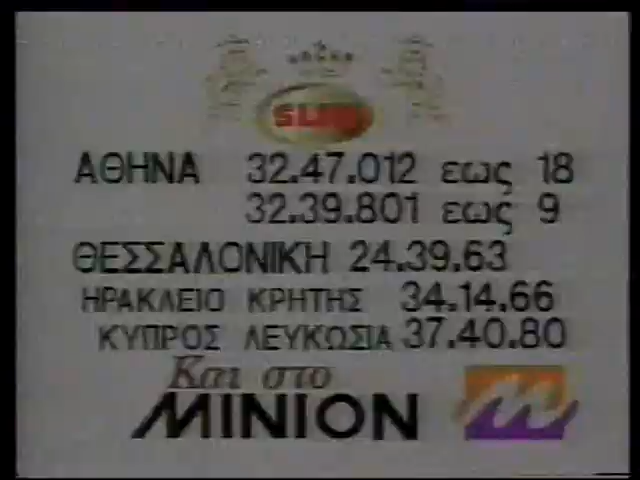 ΑΘΗΝΑ 32.47.012 εως 18
32.39.801 εως 9
ΘΕΣΣΑΛΟΝΙΚΗ 24.39.63
ΗΡΑΚΛΕΙΟ ΚΡΗΤΗΣ 34.14.66
ΚΥΠΡΟΣ ΛΕΥΚΩΣΙΑ 37.40.80
Και στο
MINION